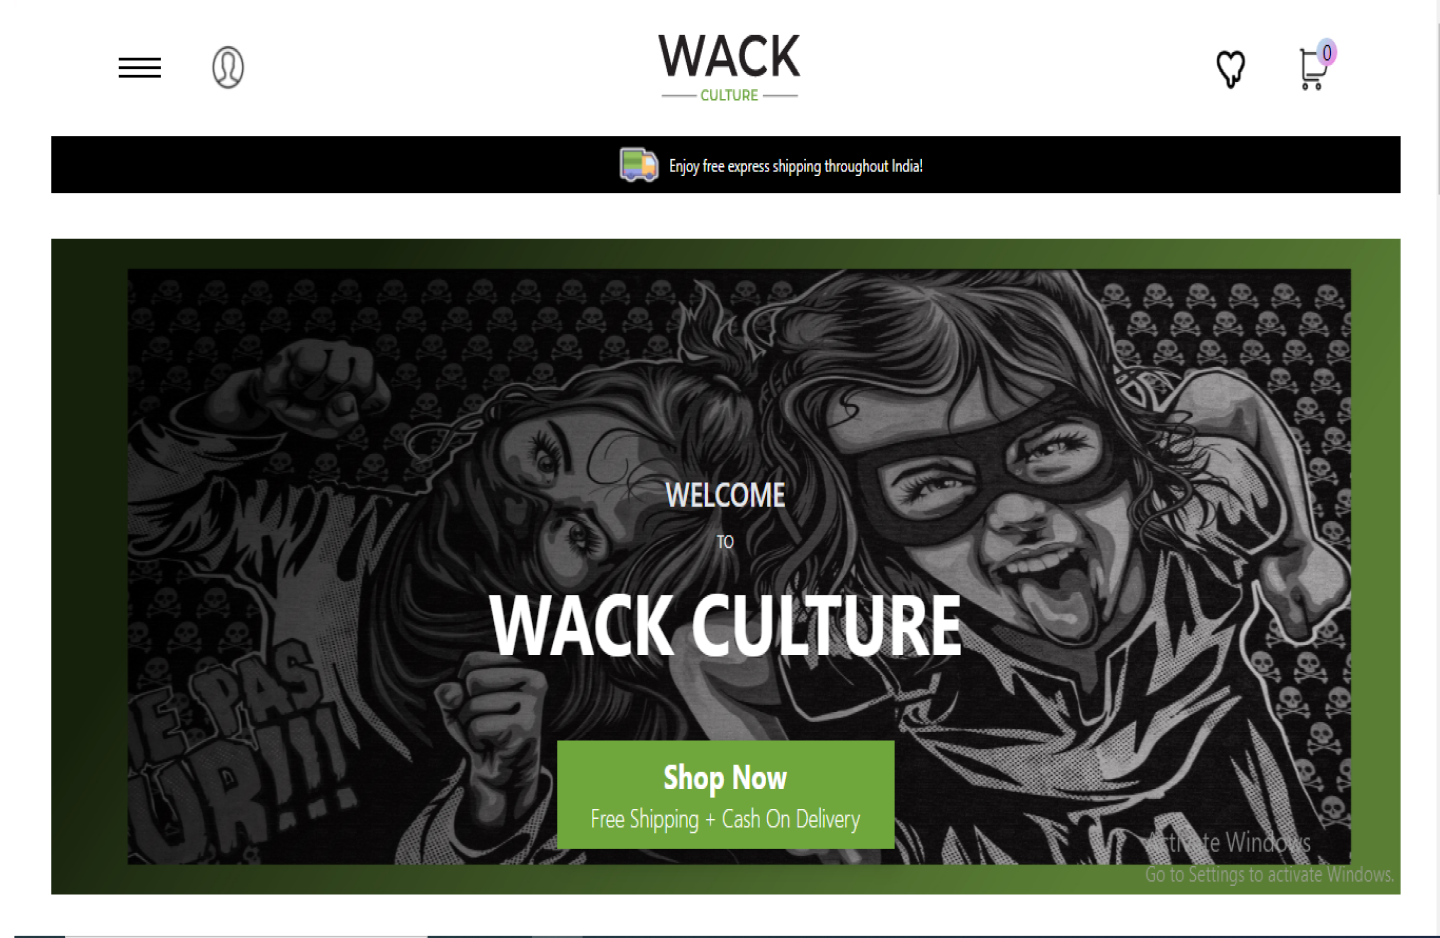 WACK
CULTURE
0
Enjoy free express shipping throughout India!
WELCOME
TO
WACK CULTURE
PAS
UR!!!
Shop Now
Free Shipping + Cash On Delivery
Activate Windows
Go to Settings to activate Windows.